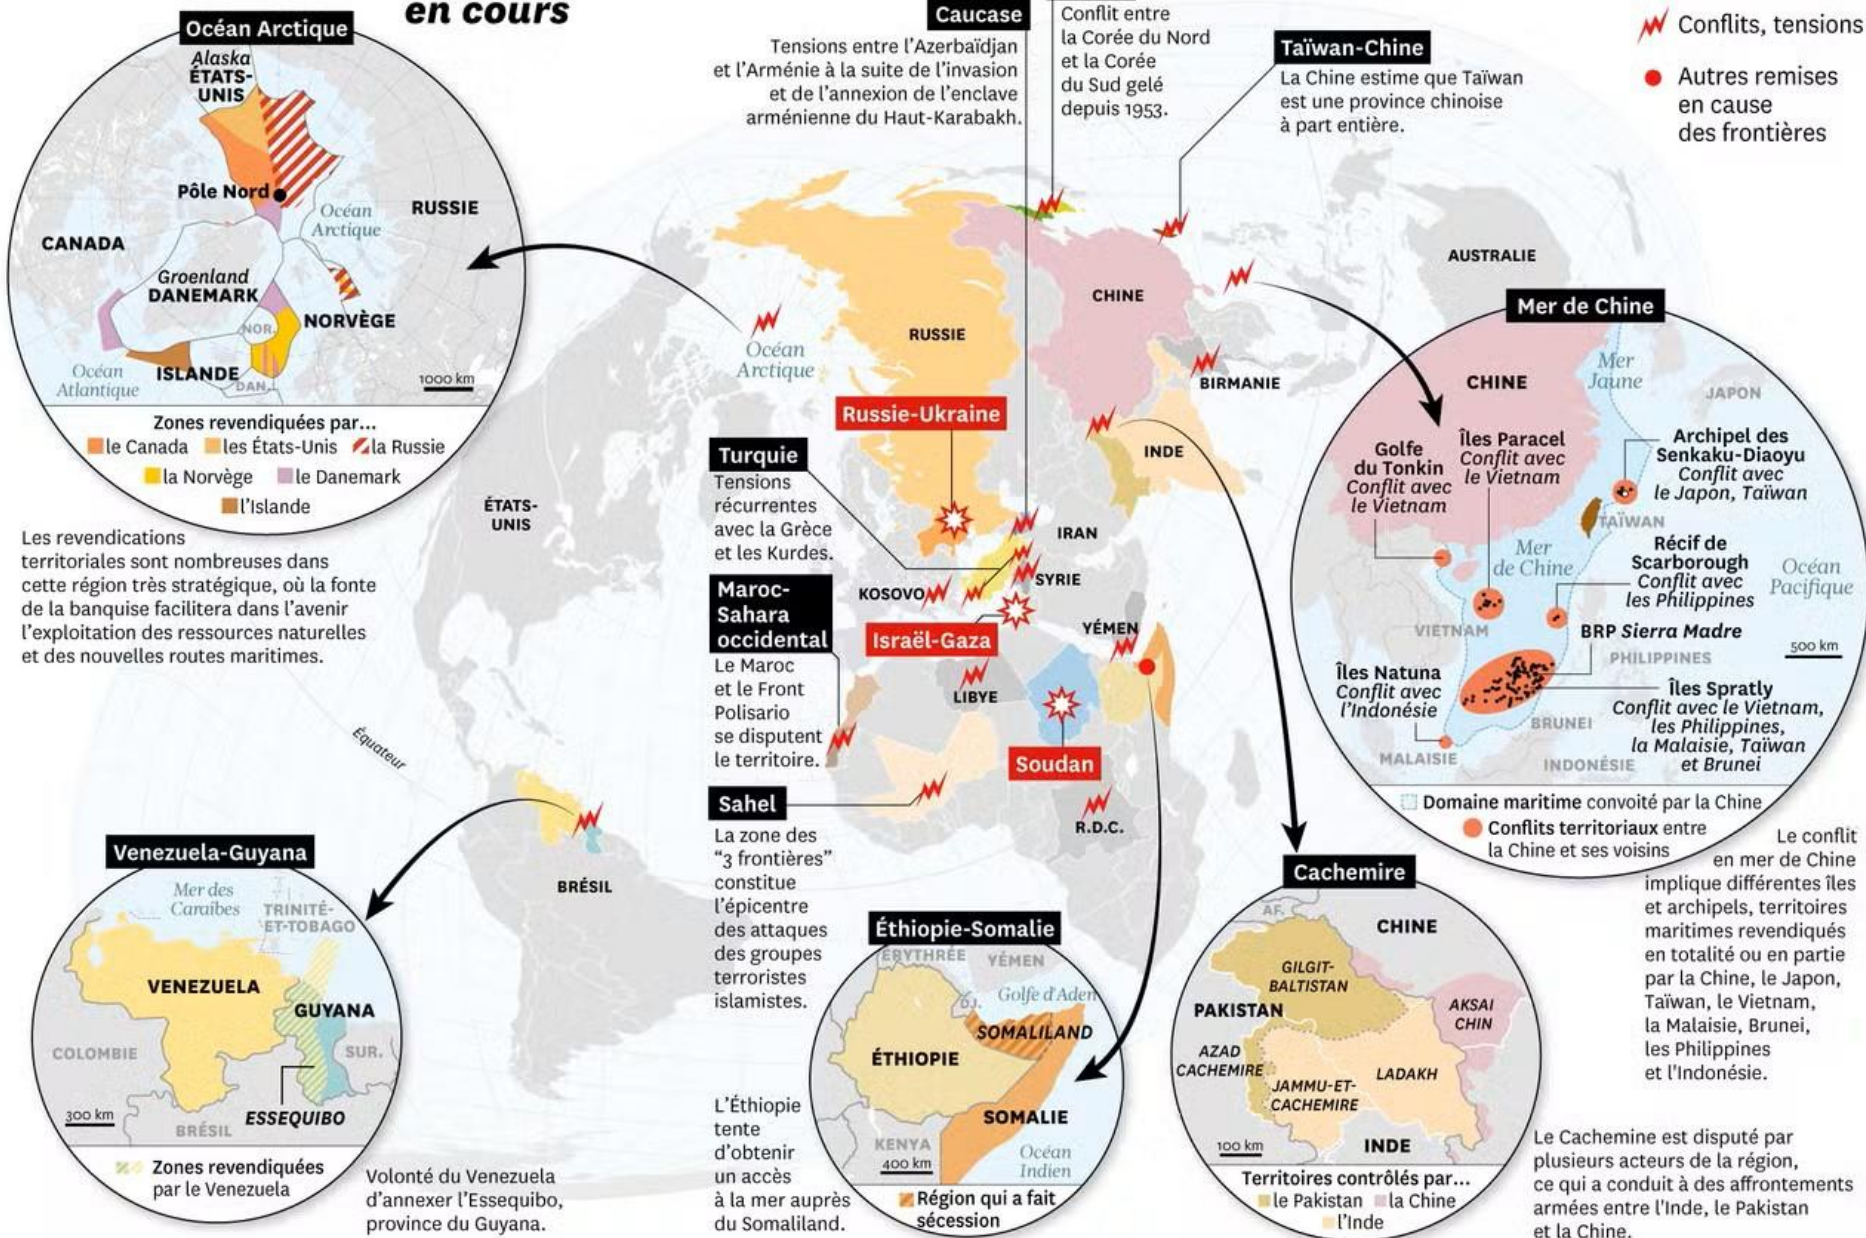 en cours
Océan Arctique
Alaska
ÉTATS-
UNIS
Pôle Nord
Océan
Arctique
RUSSIE
CANADA
Groenland
DANEMARK
NOR.
NORVÈGE
Océan
Atlantique
ISLANDE
DAN.
1000 km
Zones revendiquées par...
le Canada
les États-Unis
la Russie
la Norvège
le Danemark
l'Islande
Les revendications
territoriales sont nombreuses dans
cette région très stratégique, où la fonte
de la banquise facilitera dans l'avenir
l'exploitation des ressources naturelles
et des nouvelles routes maritimes.
Caucase
Tensions entre l'Azerbaïdjan
et l'Arménie à la suite de l'invasion
et de l'annexion de l'enclave
arménienne du Haut-Karabakh.
Conflit entre
la Corée du Nord
et la Corée
du Sud gelé
depuis 1953.
Taïwan-Chine
La Chine estime que Taïwan
est une province chinoise
à part entière.
Conflits, tensions
Autres remises
en cause
des frontières
Océan
Arctique
RUSSIE
CHINE
AUSTRALIE
BIRMANIE
INDE
ÉTATS-
UNIS
Russie-Ukraine
Turquie
Tensions
récurrentes
avec la Grèce
et les Kurdes.
IRAN
SYRIE
KOSOVO
Israël-Gaza
YÉMEN
Maroc-
Sahara
occidental
Le Maroc
et le Front
Polisario
se disputent
le territoire.
LIBYE
Soudan
R.D.C.
Équateur
BRÉSIL
Sahel
La zone des
“3 frontières”
constitue
l'épicentre
des attaques
des groupes
terroristes
islamistes.
Mer de Chine
CHINE
Mer
Jaune
JAPON
Golfe
du Tonkin
Conflit avec
le Vietnam
Îles Paracel
Conflit avec
le Vietnam
Archipel des
Senkaku-Diaoyu
Conflit avec
le Japon, Taïwan
TAÏWAN
Mer
de Chine
Récif de
Scarborough
Conflit avec
les Philippines
Océan
Pacifique
VIETNAM
BRP Sierra Madre
PHILIPPINES
500 km
Îles Natuna
Conflit avec
l'Indonésie
Îles Spratly
Conflit avec le Vietnam,
les Philippines,
la Malaisie, Taïwan
et Brunei
BRUNEI
MALAISIE
INDONÉSIE
Domaine maritime convoité par la Chine
Conflits territoriaux entre
la Chine et ses voisins
Le conflit
en mer de Chine
implique différentes îles
et archipels, territoires
maritimes revendiqués
en totalité ou en partie
par la Chine, le Japon,
Taïwan, le Vietnam,
la Malaisie, Brunei,
les Philippines
et l'Indonésie.
Venezuela-Guyana
Mer des
Caraïbes
TRINITÉ-
ET-TOBAGO
VENEZUELA
GUYANA
COLOMBIE
SUR.
300 km
ESSEQUIBO
BRÉSIL
Zones revendiquées
par le Venezuela
Volonté du Venezuela
d'annexer l'Essequibo,
province du Guyana.
Éthiopie-Somalie
ÉRYTHRÉE
YÉMEN
DJ.
Golfe d'Aden
SOMALILAND
ÉTHIOPIE
SOMALIE
KENYA
400 km
Océan
Indien
Région qui a fait
sécession
L'Éthiopie
tente
d'obtenir
un accès
à la mer auprès
du Somaliland.
Cachemire
AF.
CHINE
GILGIT-
BALTISTAN
PAKISTAN
AKSAI
CHIN
AZAD
CACHEMIRE
JAMMU-ET-
CACHEMIRE
LADAKH
100 km
INDE
Territoires contrôlés par...
le Pakistan
la Chine
l'Inde
Le Cachemine est disputé par
plusieurs acteurs de la région,
ce qui a conduit à des affrontements
armées entre l'Inde, le Pakistan
et la Chine.